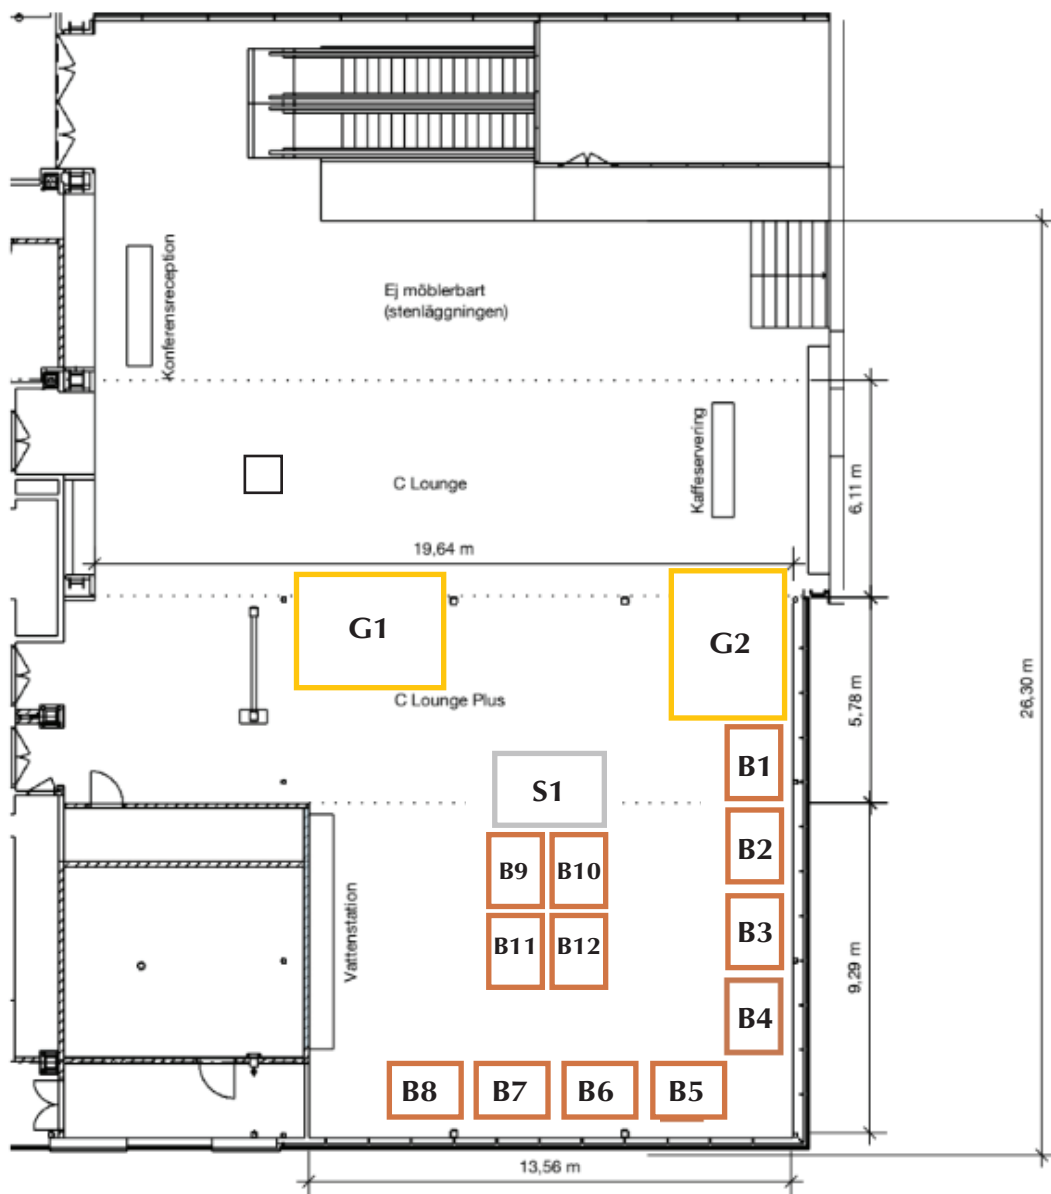 Konferensreception
Ej möblerbart
(stenläggningen)
Kaffeservering
C Lounge
6,11 m
19,64 m
G1
G2
C Lounge Plus
5,78 m
26,30 m
B1
S1
B2
B9
B10
B3
B11
B12
Vattenstation
9,29 m
B4
B8
B7
B6
B5
13,56 m